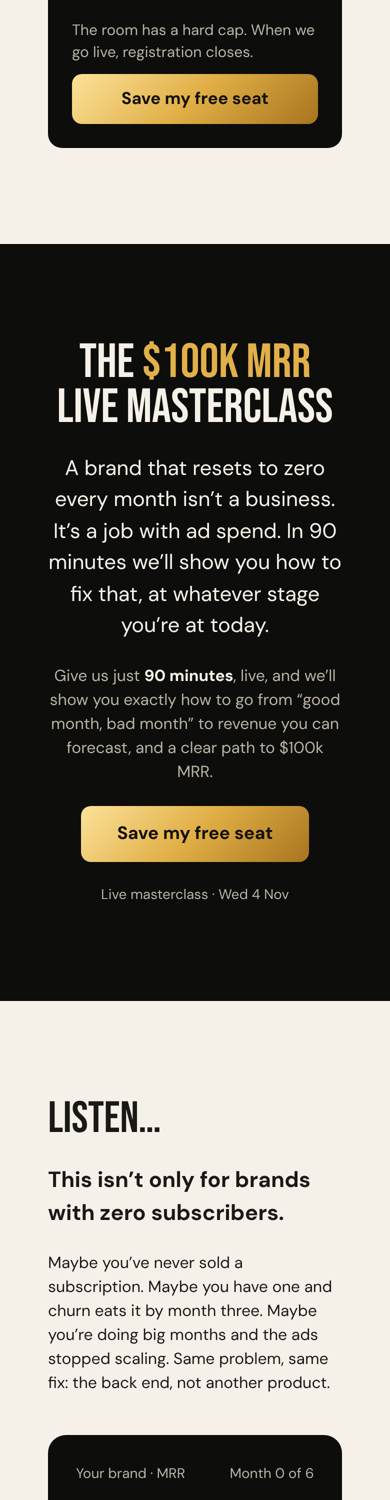 The room has a hard cap. When we
go live, registration closes.
Save my free seat
THE $100K MRR
LIVE MASTERCLASS
A brand that resets to zero
every month isn’t a business.
It’s a job with ad spend. In 90
minutes we’ll show you how to
fix that, at whatever stage
you’re at today.
Give us just 90 minutes, live, and we’ll
show you exactly how to go from “good
month, bad month” to revenue you can
forecast, and a clear path to $100k
MRR.
Save my free seat
Live masterclass · Wed 4 Nov
LISTEN…
This isn’t only for brands
with zero subscribers.
Maybe you’ve never sold a
subscription. Maybe you have one and
churn eats it by month three. Maybe
you’re doing big months and the ads
stopped scaling. Same problem, same
fix: the back end, not another product.
Your brand · MRR Month 0 of 6